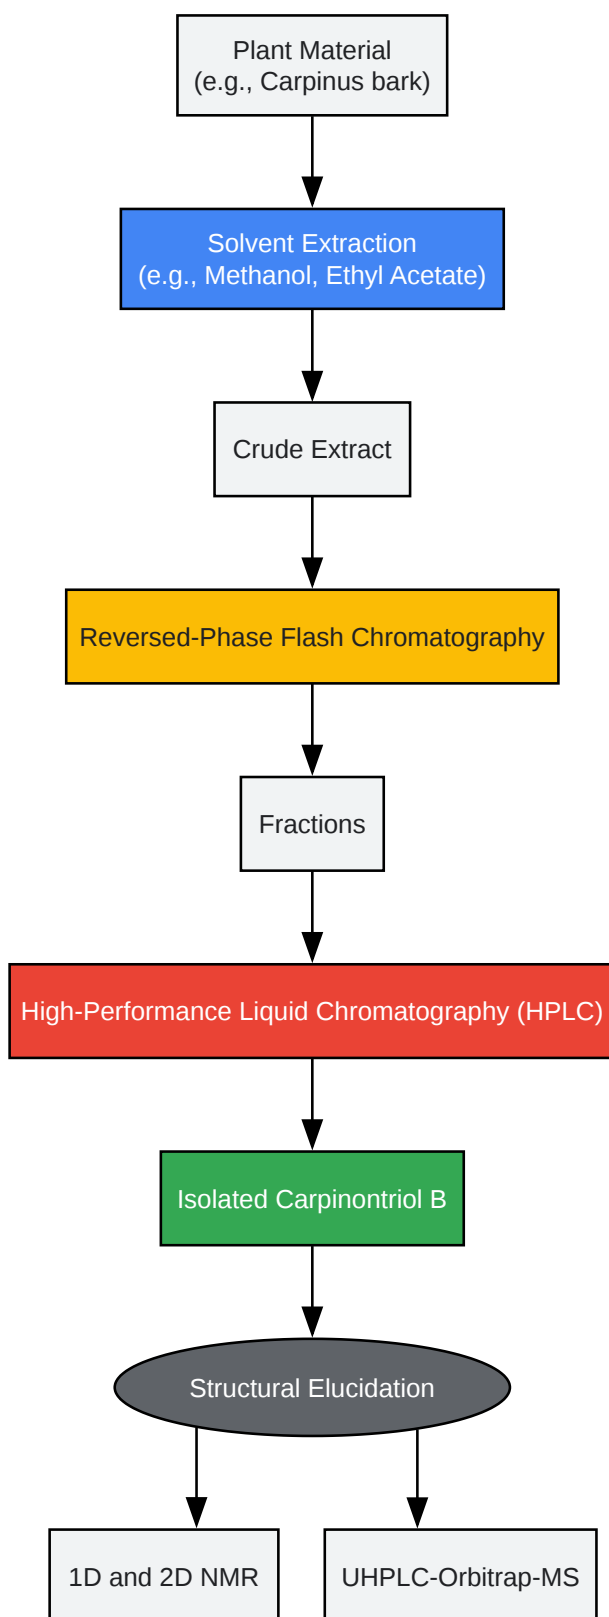 Plant Material
(e.g., Carpinus bark)
Solvent Extraction
(e.g., Methanol, Ethyl Acetate)
Crude Extract
Reversed-Phase Flash Chromatography
Fractions
High-Performance Liquid Chromatography (HPLC)
Isolated Carpinontriol B
Structural Elucidation
1D and 2D NMR
UHPLC-Orbitrap-MS